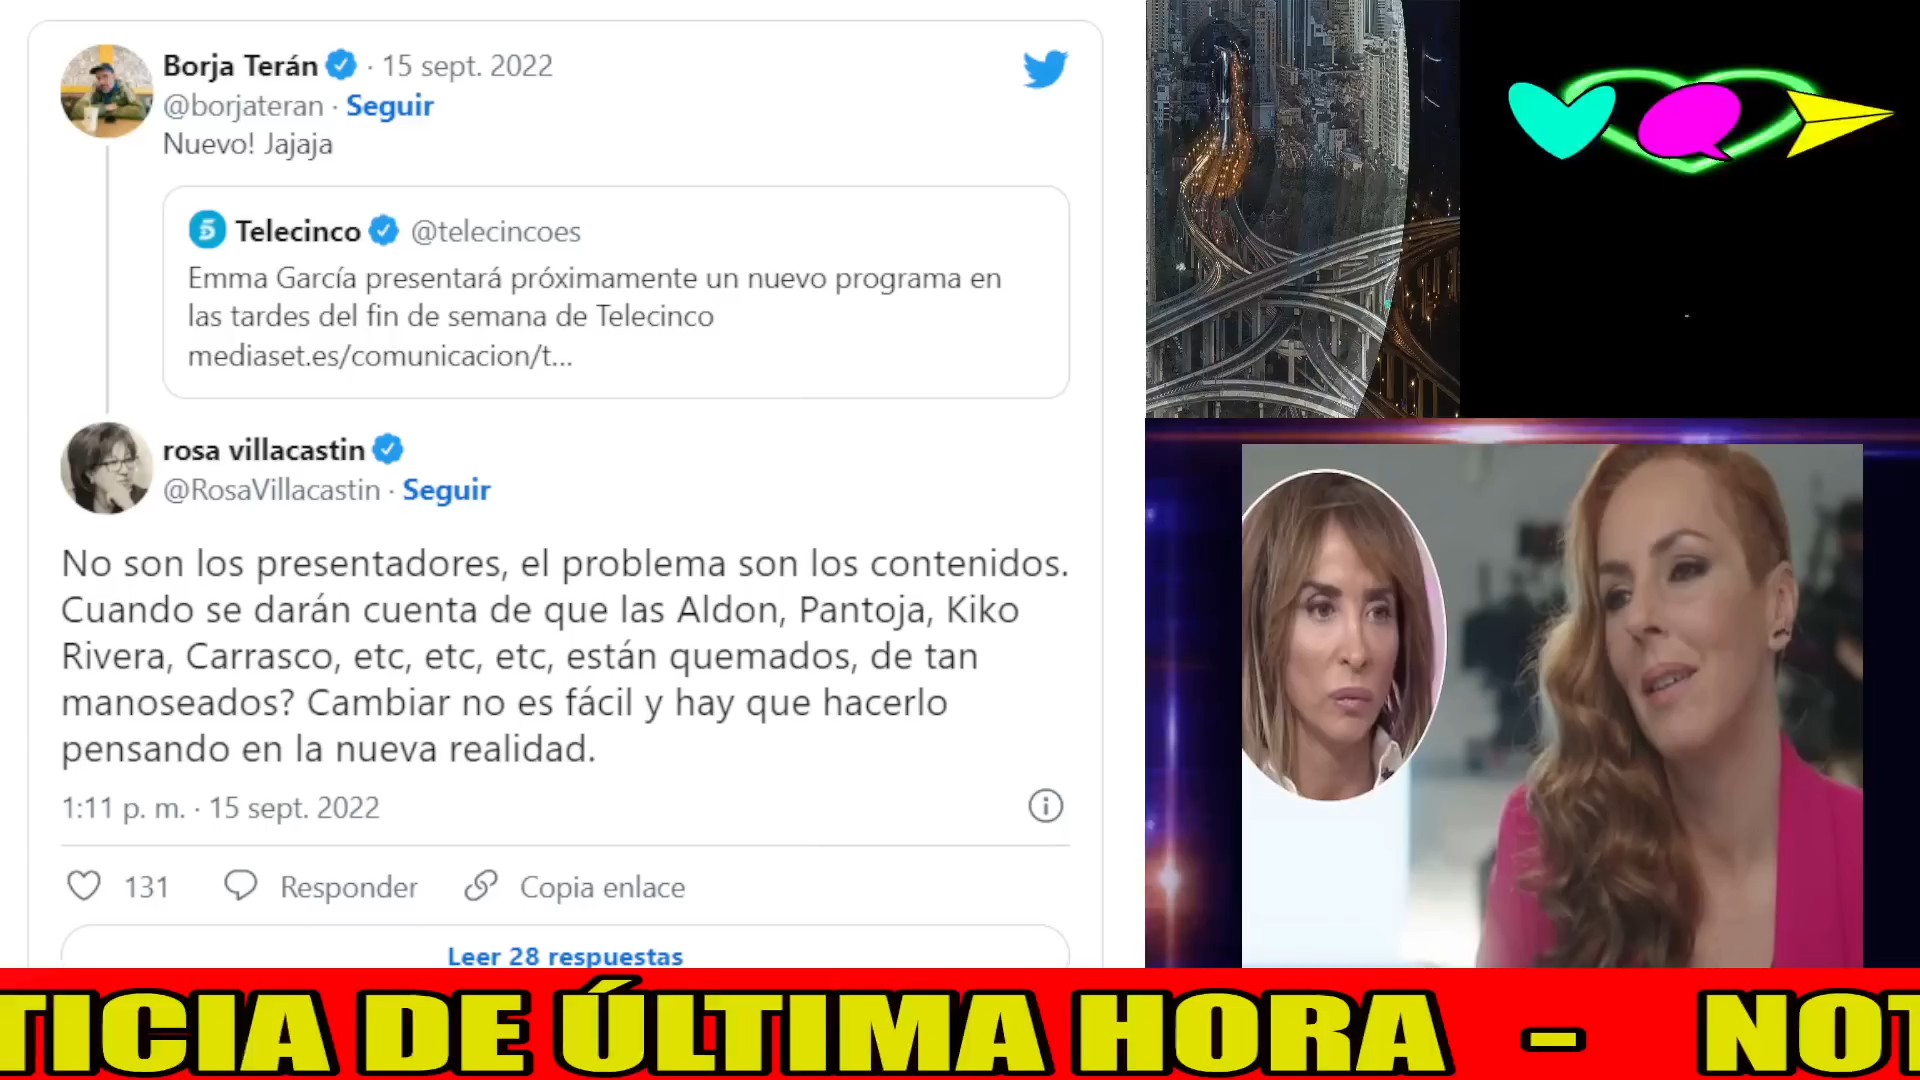 Borja Terán · 15 sept. 2022
@borjateran · Seguir
Nuevo! Jajaja
Telecinco @telecincoes
Emma García presentará próximamente un nuevo programa en
las tardes del fin de semana de Telecinco
mediaset.es/comunicacion/t...
rosa villacastin
@RosaVillacastin · Seguir
No son los presentadores, el problema son los contenidos.
Cuando se darán cuenta de que las Aldon, Pantoja, Kiko
Rivera, Carrasco, etc, etc, etc, están quemados, de tan
manoseados? Cambiar no es fácil y hay que hacerlo
pensando en la nueva realidad.
1:11 p. m. · 15 sept. 2022
131 Responder Copia enlace
Leer 28 respuestas
TICIA DE ÚLTIMA HORA - NOT